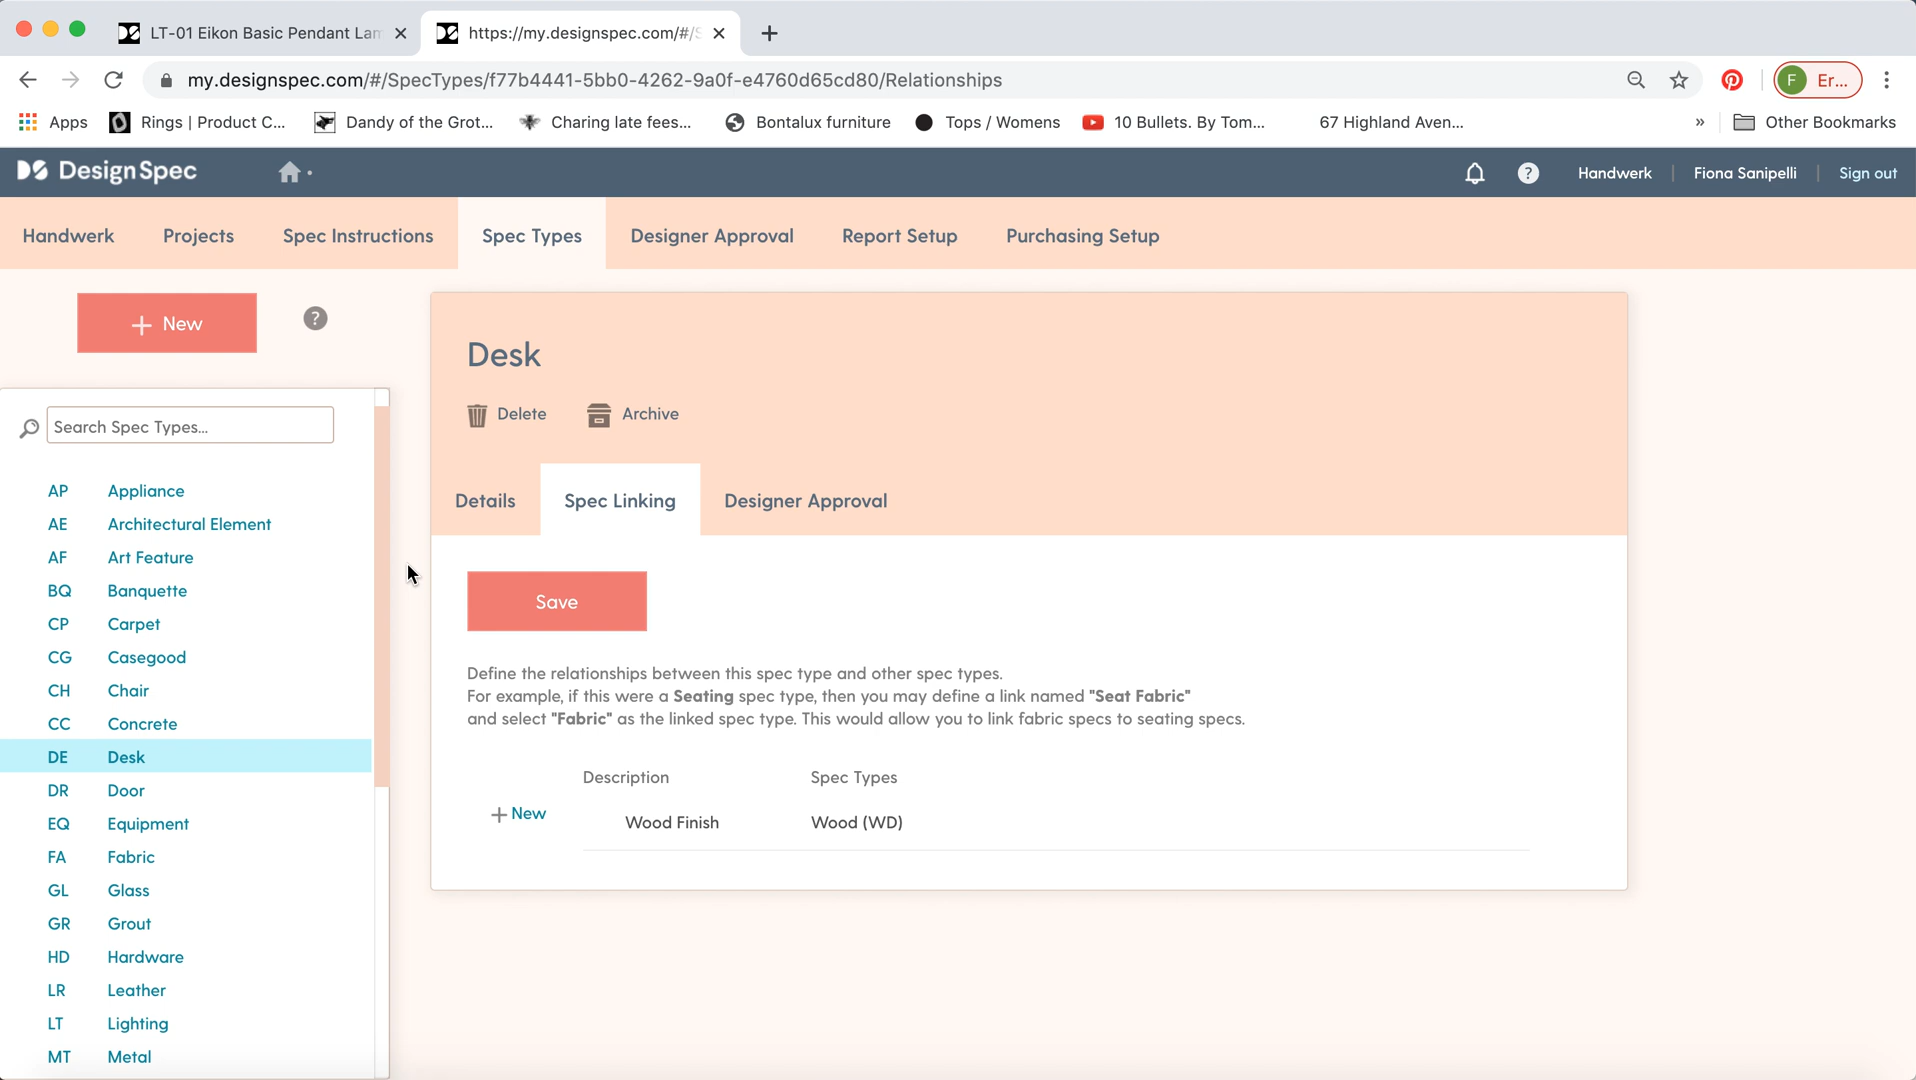 LT-01 Eikon Basic Pendant Lam
https://my.designspec.com/#/S
my.designspec.com/#/SpecTypes/f77b4441-5bb0-4262-9a0f-e4760d65cd80/Relationships
F Er...
Apps
Rings | Product C...
Dandy of the Grot...
Charing late fees...
Bontalux furniture
Tops / Womens
10 Bullets. By Tom...
67 Highland Aven...
»
Other Bookmarks
DS DesignSpec
?
Handwerk
Fiona Sanipelli
Sign out
Handwerk
Projects
Spec Instructions
Spec Types
Designer Approval
Report Setup
Purchasing Setup
+ New
?
Search Spec Types...
AP Appliance
AE Architectural Element
AF Art Feature
BQ Banquette
CP Carpet
CG Casegood
CH Chair
CC Concrete
DE Desk
DR Door
EQ Equipment
FA Fabric
GL Glass
GR Grout
HD Hardware
LR Leather
LT Lighting
MT Metal
Desk
Delete
Archive
Details
Spec Linking
Designer Approval
Save
Define the relationships between this spec type and other spec types.
For example, if this were a Seating spec type, then you may define a link named "Seat Fabric"
and select "Fabric" as the linked spec type. This would allow you to link fabric specs to seating specs.
Description Spec Types
+ New
Wood Finish Wood (WD)